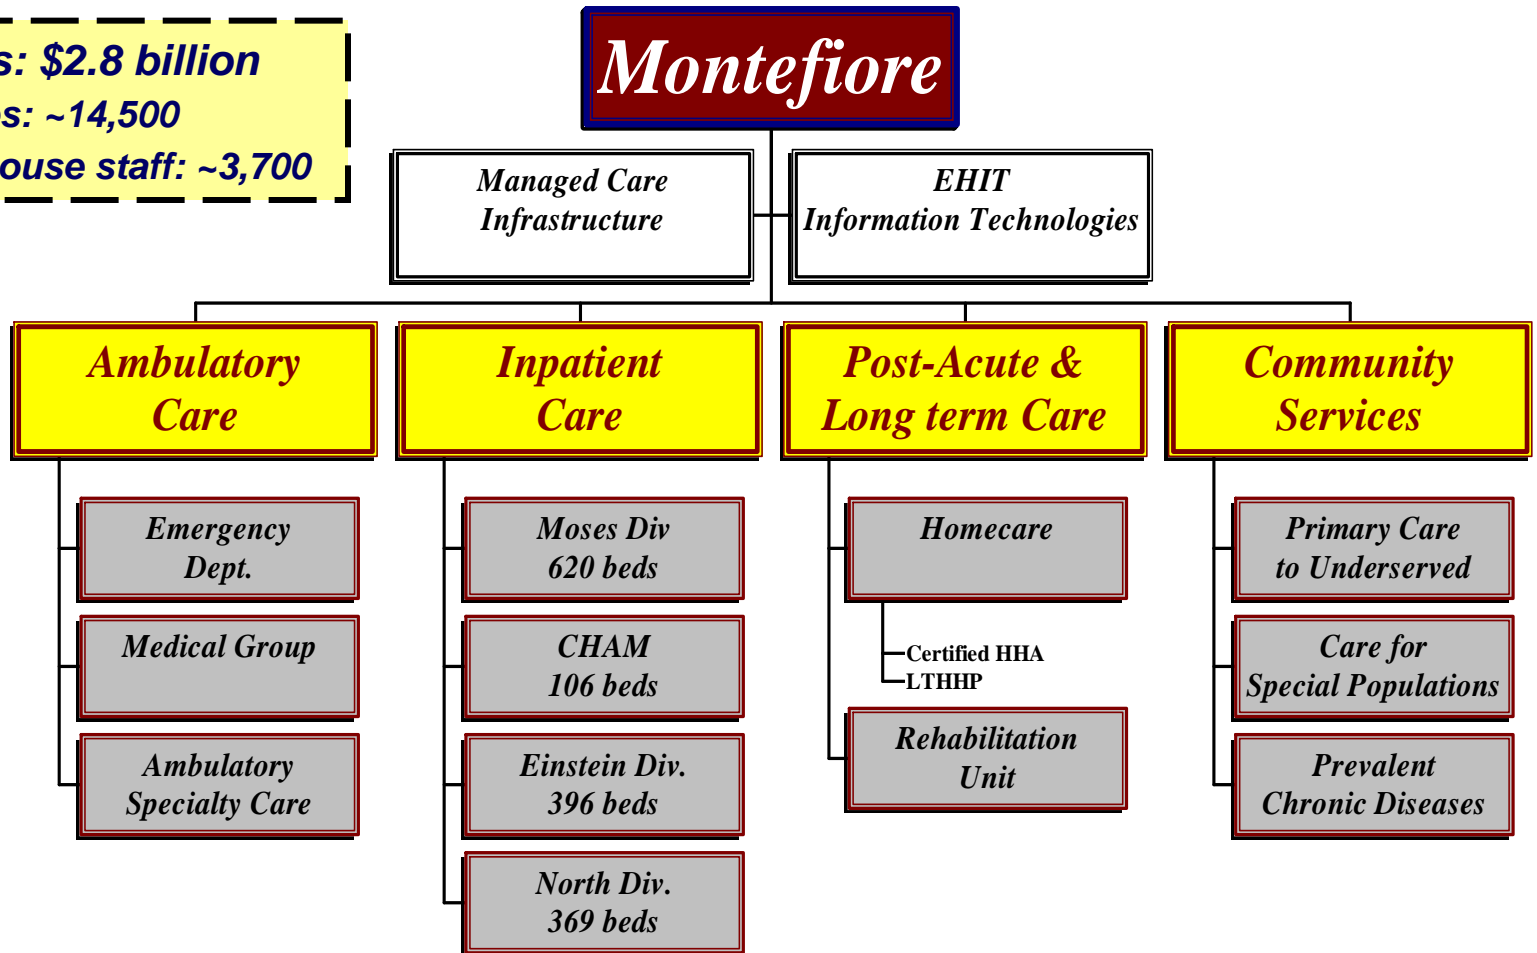 $2.8 billion
~14,500
staff: ~3,700
Montefiore
Managed Care
Infrastructure
EHIT
Information Technologies
Ambulatory
Care
Emergency
Dept.
Medical Group
Ambulatory
Specialty Care
Inpatient
Care
Moses Div
620 beds
CHAM
106 beds
Einstein Div.
396 beds
North Div.
369 beds
Post-Acute &
Long term Care
Homecare
Certified HHA
LTHHP
Rehabilitation
Unit
Community
Services
Primary Care
to Underserved
Care for
Special Populations
Prevalent
Chronic Diseases